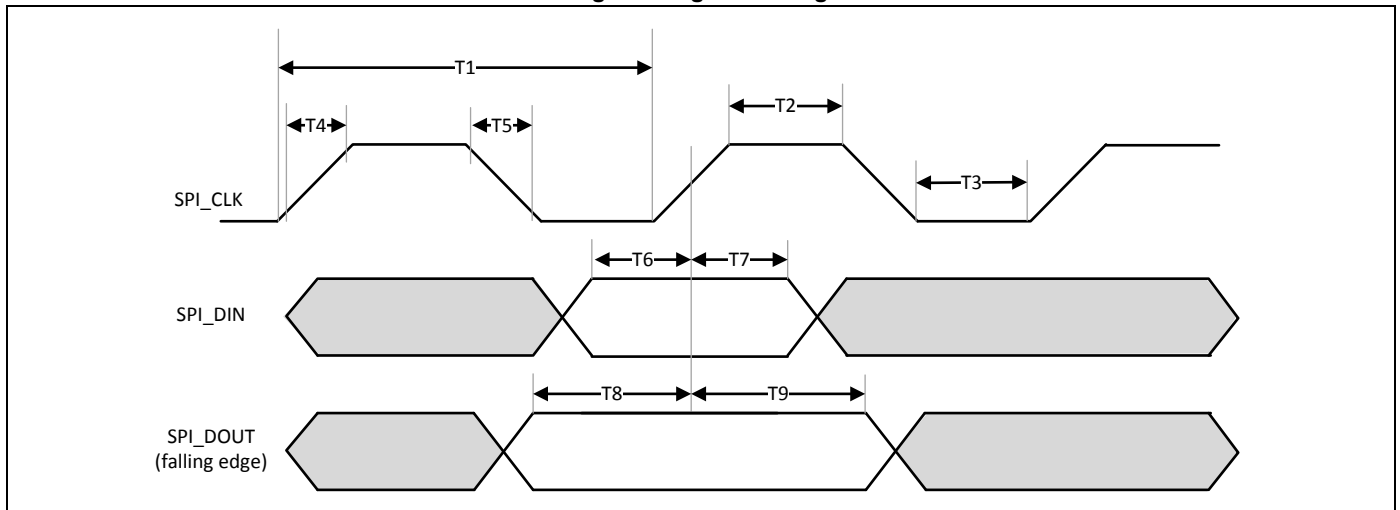 T1
T2
T4
T5
T3
SPI_CLK
T6
T7
SPI_DIN
T8
T9
SPI_DOUT
(falling edge)